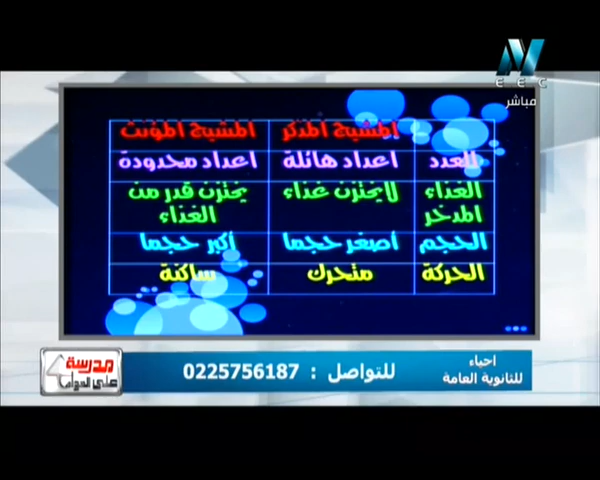 EEC
مباشر
المشيج المذكر المشيج المؤنث
العدد اعداد هائلة اعداد محدودة
الغذاء المدخر لايختزن غذاء يختزن قدر من الغذاء
الحجم أصغر حجما أكبر حجما
الحركة متحرك ساكنة
مدرسة على الهواء
للتواصل : 0225756187
احياء
للثانوية العامة